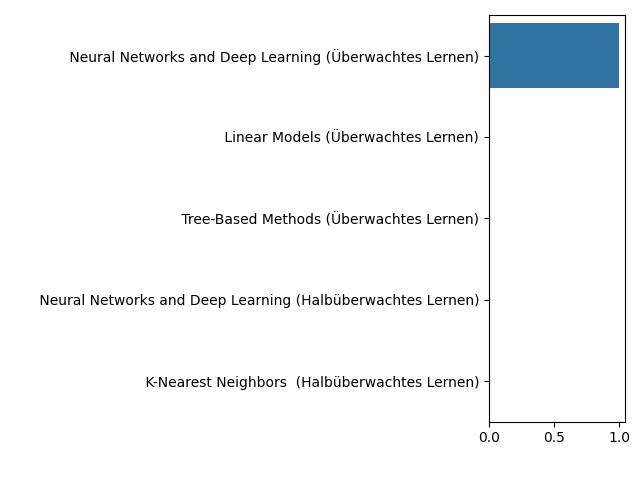 Neural Networks and Deep Learning (Überwachtes Lernen)
Linear Models (Überwachtes Lernen)
Tree-Based Methods (Überwachtes Lernen)
Neural Networks and Deep Learning (Halbüberwachtes Lernen)
K-Nearest Neighbors  (Halbüberwachtes Lernen)
0.0 0.5 1.0